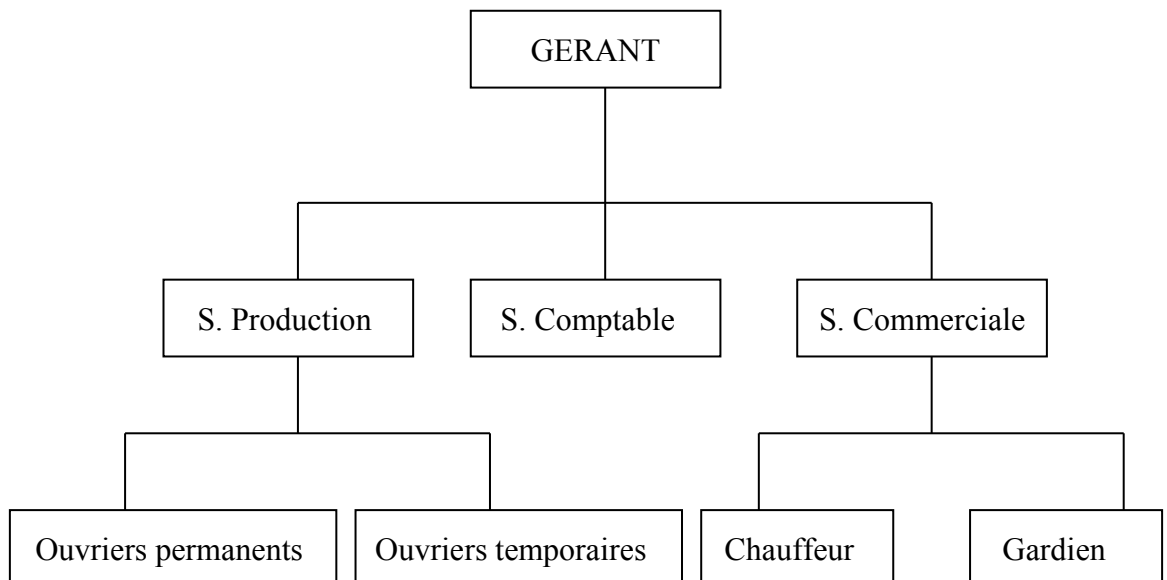 GERANT
S. Production
S. Comptable
S. Commerciale
Ouvriers permanents
Ouvriers temporaires
Chauffeur
Gardien